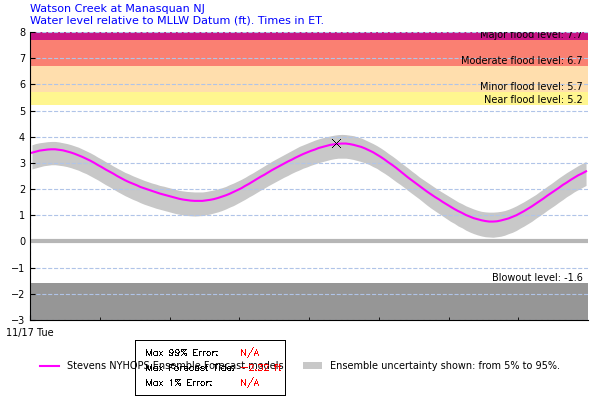 Watson Creek at Manasquan NJ
Water level relative to MLLW Datum (ft). Times in ET.
8
Major flood level: 7.7
7
Moderate flood level: 6.7
6
Minor flood level: 5.7
Near flood level: 5.2
5
4
3
2
1
0
−1
Blowout level: -1.6
−2
−3
11/17 Tue
Max 99% Error: N/A
Stevens NYHOPS Ensemble Forecast models
Ensemble uncertainty shown: from 5% to 95%.
Max Forecast Tide:
Max 1% Error: N/A